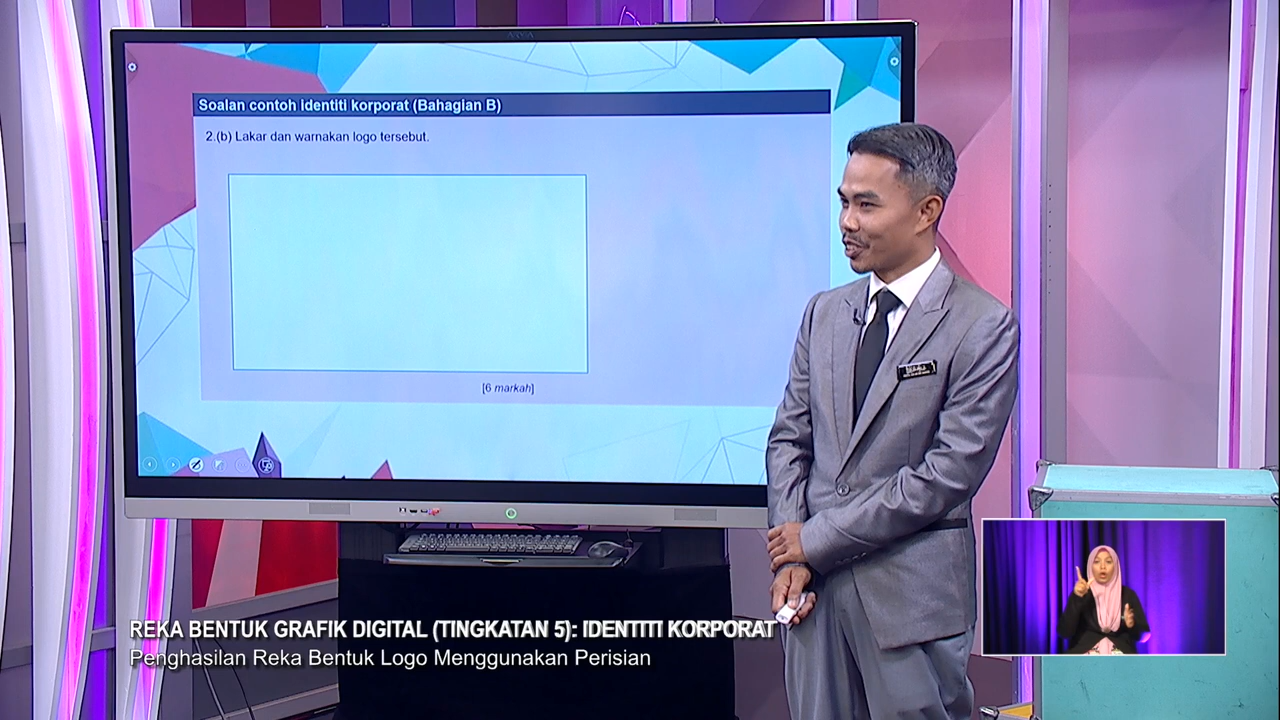 Soalan contoh identiti korporat (Bahagian B)
2.(b) Lakar dan warnakan logo tersebut.
[6 markah]
REKA BENTUK GRAFIK DIGITAL (TINGKATAN 5): IDENTITI KORPORAT
Penghasilan Reka Bentuk Logo Menggunakan Perisian